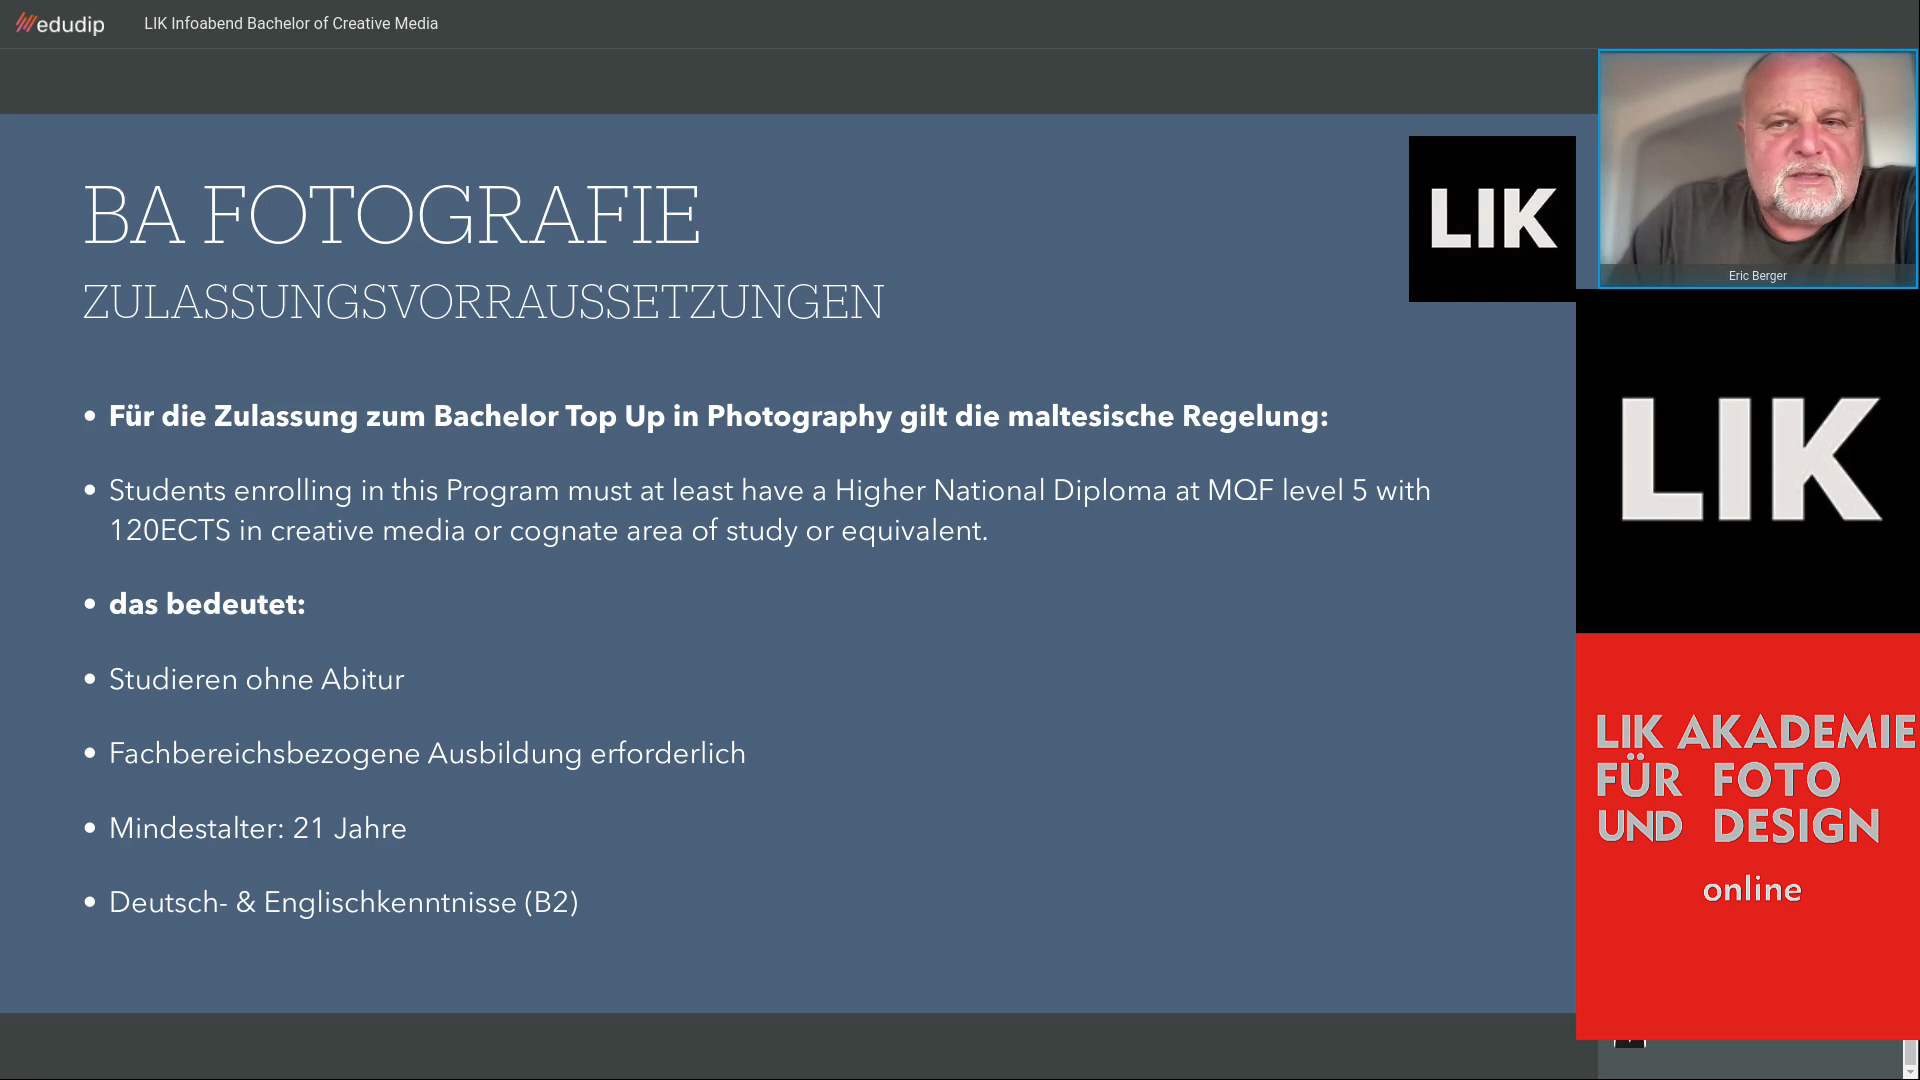 edudip
LIK Infoabend Bachelor of Creative Media
BA FOTOGRAFIE
ZULASSUNGSVORRAUSSETZUNGEN
• Für die Zulassung zum Bachelor Top Up in Photography gilt die maltesische Regelung:
• Students enrolling in this Program must at least have a Higher National Diploma at MQF level 5 with
120ECTS in creative media or cognate area of study or equivalent.
• das bedeutet:
• Studieren ohne Abitur
• Fachbereichsbezogene Ausbildung erforderlich
• Mindestalter: 21 Jahre
• Deutsch- & Englischkenntnisse (B2)
LIK
Eric Berger
LIK
LIK AKADEMIE
FÜR FOTO
UND DESIGN
online